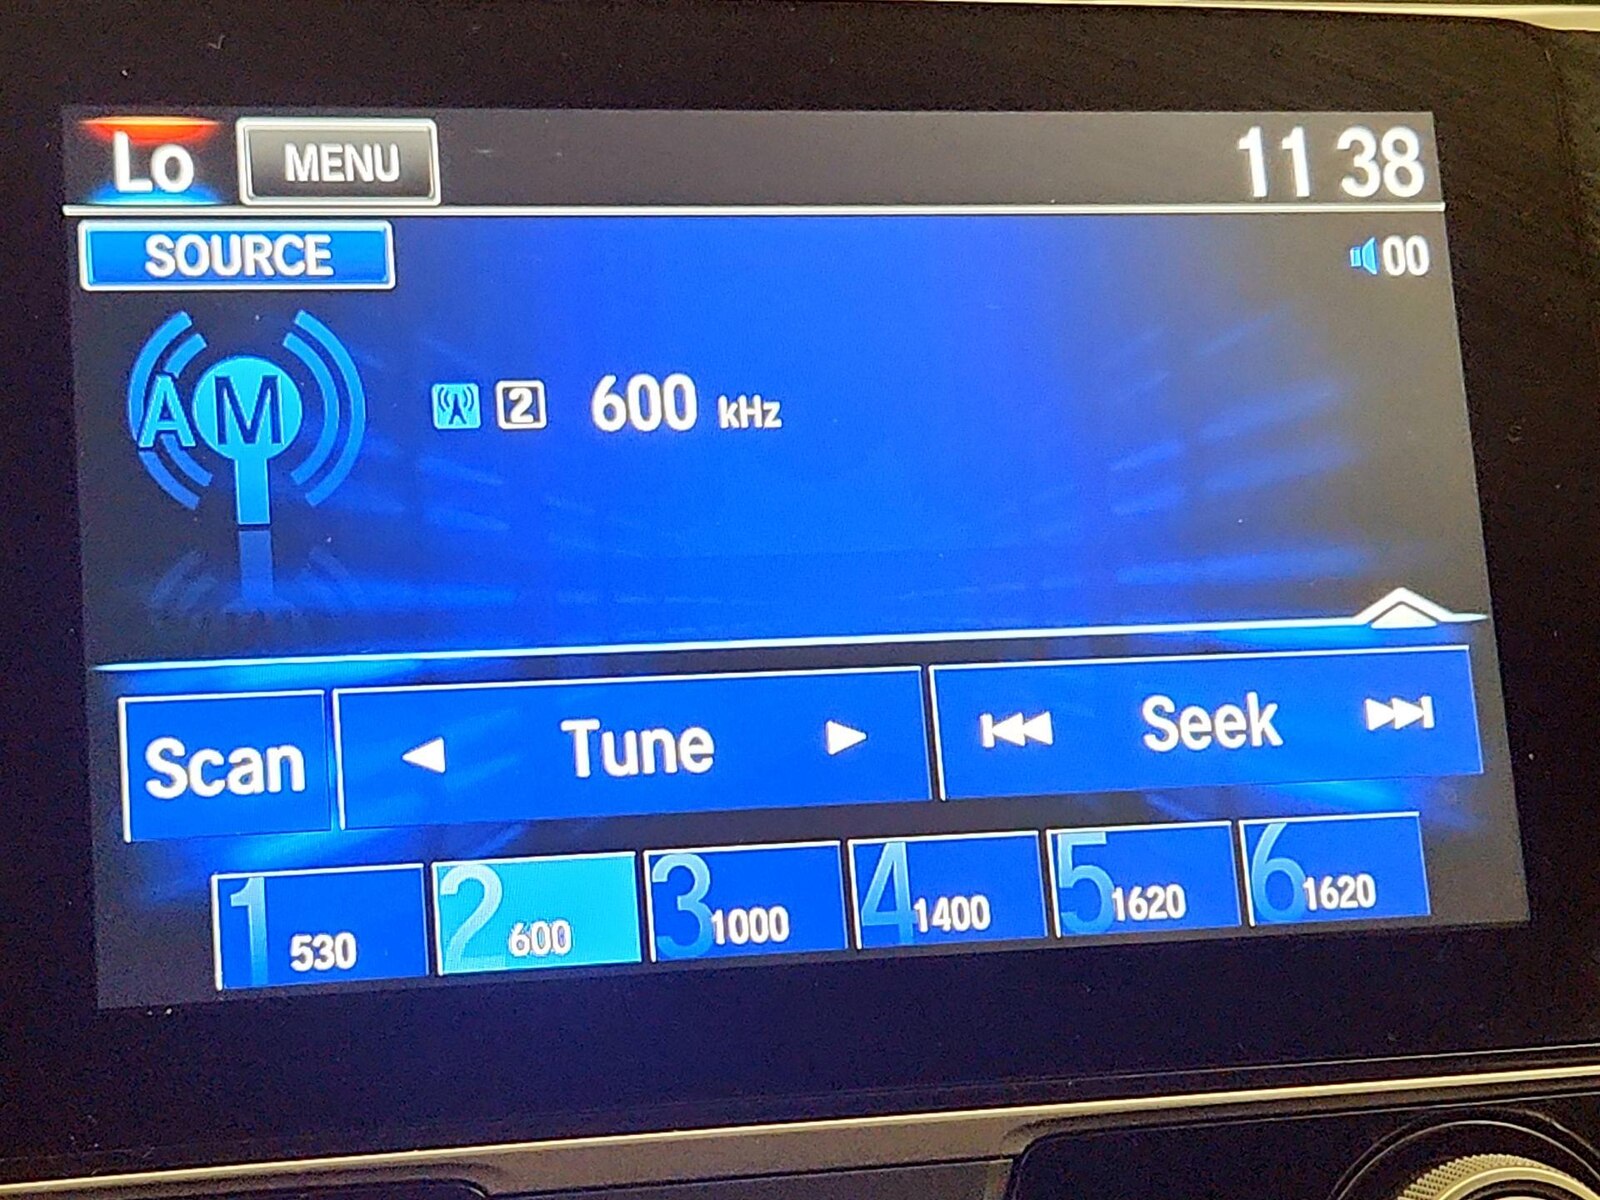 Lo MENU 11 38
SOURCE 00
AM 2 600 kHz
Scan Tune Seek
1 530 2 600 3 1000 4 1400 5 1620 6 1620